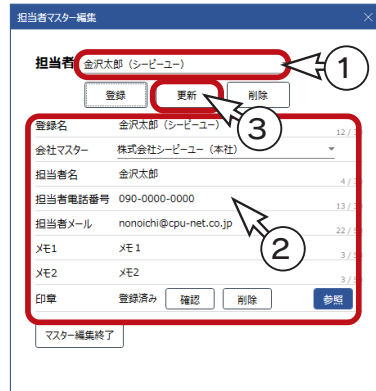 担当者マスター編集
担当者 金沢太郎（シーピーユー） 1
登録 更新 削除
3
登録名 金沢太郎（シーピーユー） 12 / 
会社マスター 株式会社シーピーユー（本社）
担当者名 金沢太郎 4 / 
担当者電話番号 090-0000-0000 13 / 
担当者メール nonoichi@cpu-net.co.jp 22 / 
2
メモ1 メモ1 3 / 
メモ2 メモ2 3 / 
印章 登録済み 確認 削除 参照
マスター編集終了